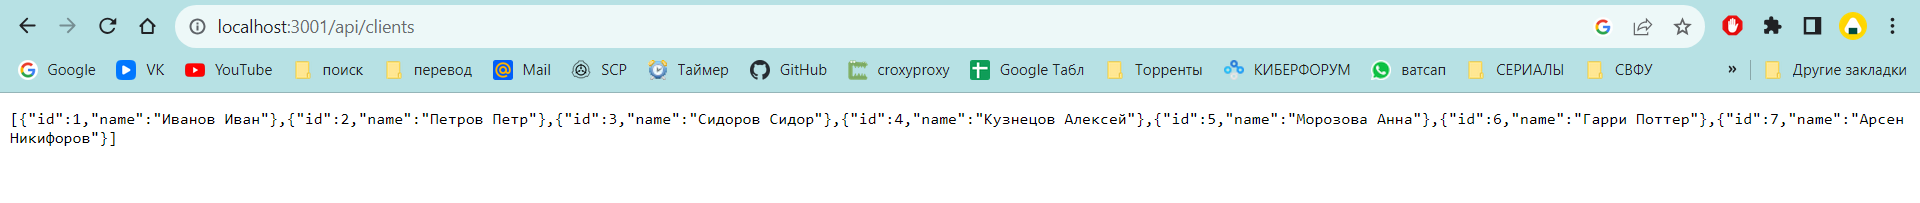 localhost:3001/api/clients
Google VK YouTube поиск перевод Mail SCP Таймер GitHub croxyproxy Google Табл Торренты КИБЕРФОРУМ ватсап СЕРИАЛЫ СВФУ » Другие закладки
[{"id":1,"name":"Иванов Иван"},{"id":2,"name":"Петров Петр"},{"id":3,"name":"Сидоров Сидор"},{"id":4,"name":"Кузнецов Алексей"},{"id":5,"name":"Морозова Анна"},{"id":6,"name":"Гарри Поттер"},{"id":7,"name":"Арсен
Никифоров"}]